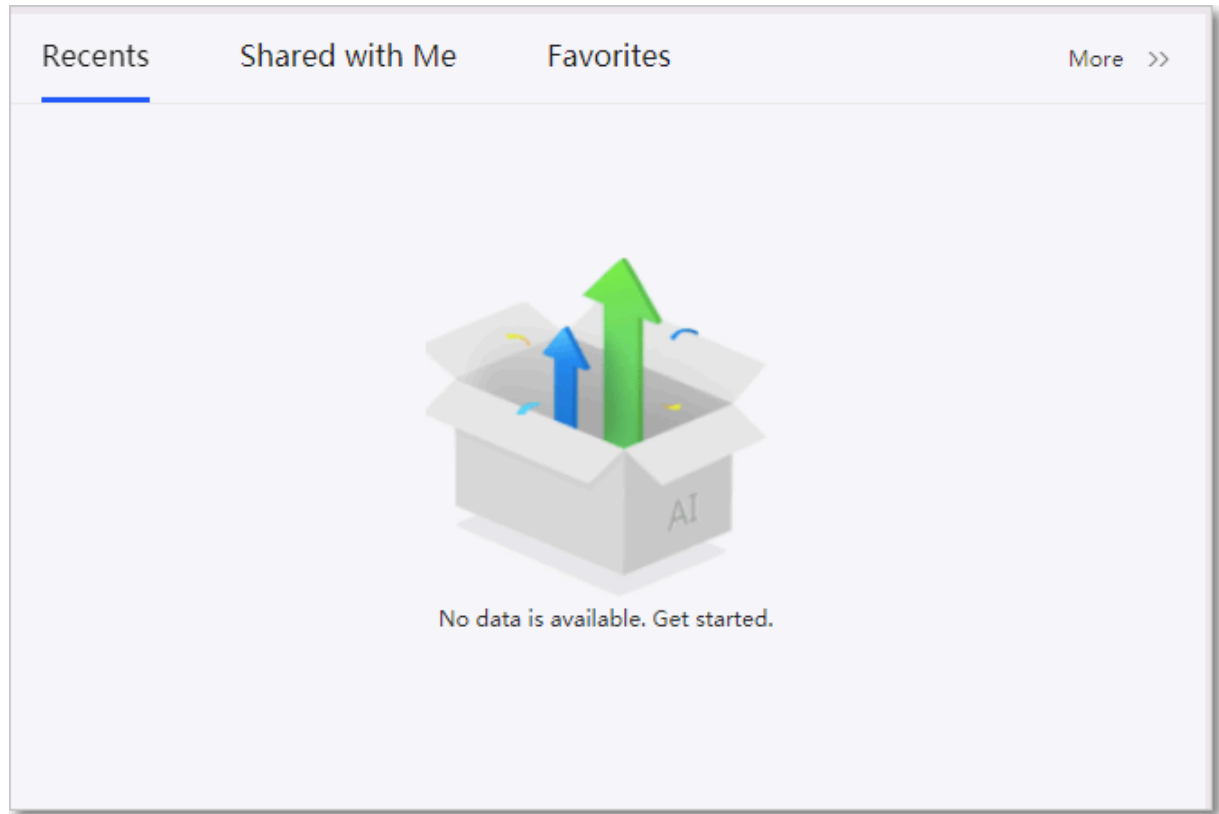 Recents Shared with Me Favorites More >>
AI
No data is available. Get started.